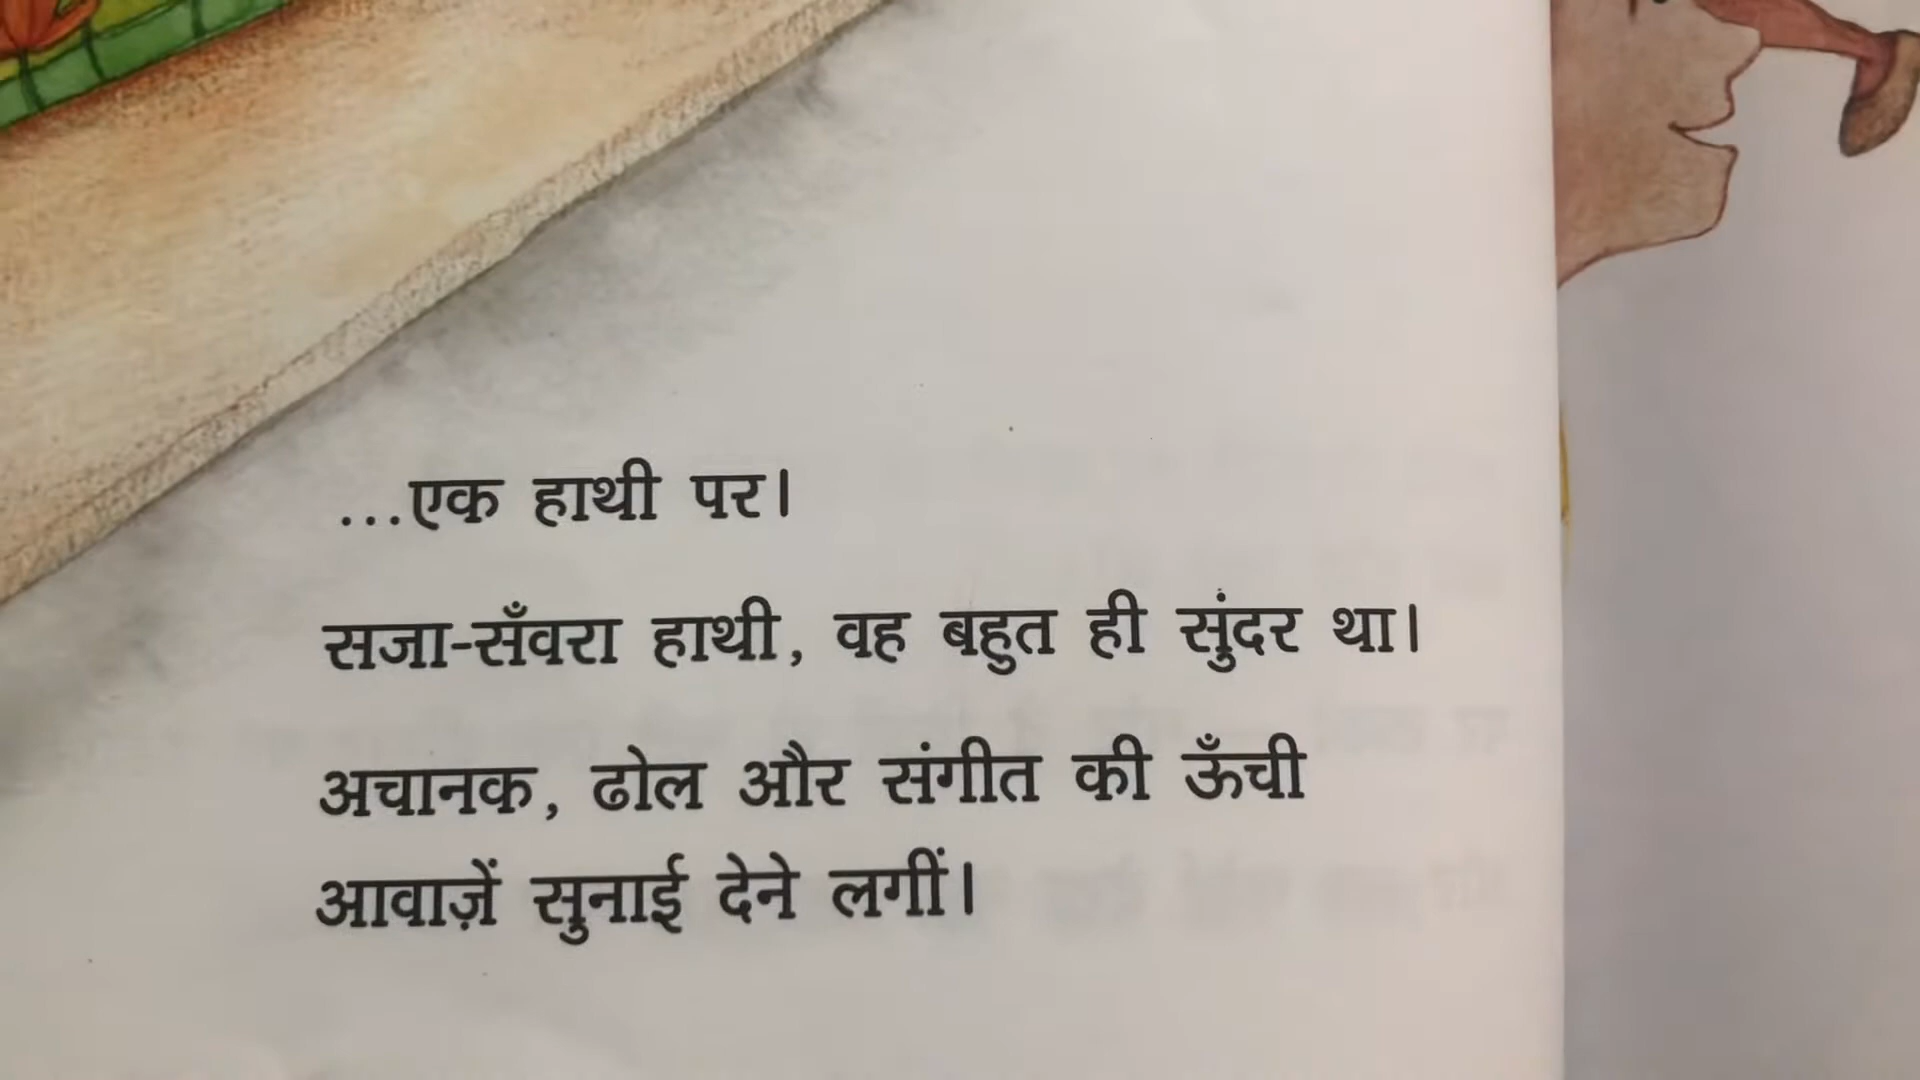 ...एक हाथी पर।
सजा-सँवरा हाथी, वह बहुत ही सुंदर था।
अचानक, ढोल और संगीत की ऊँची
आवाज़ें सुनाई देने लगीं।